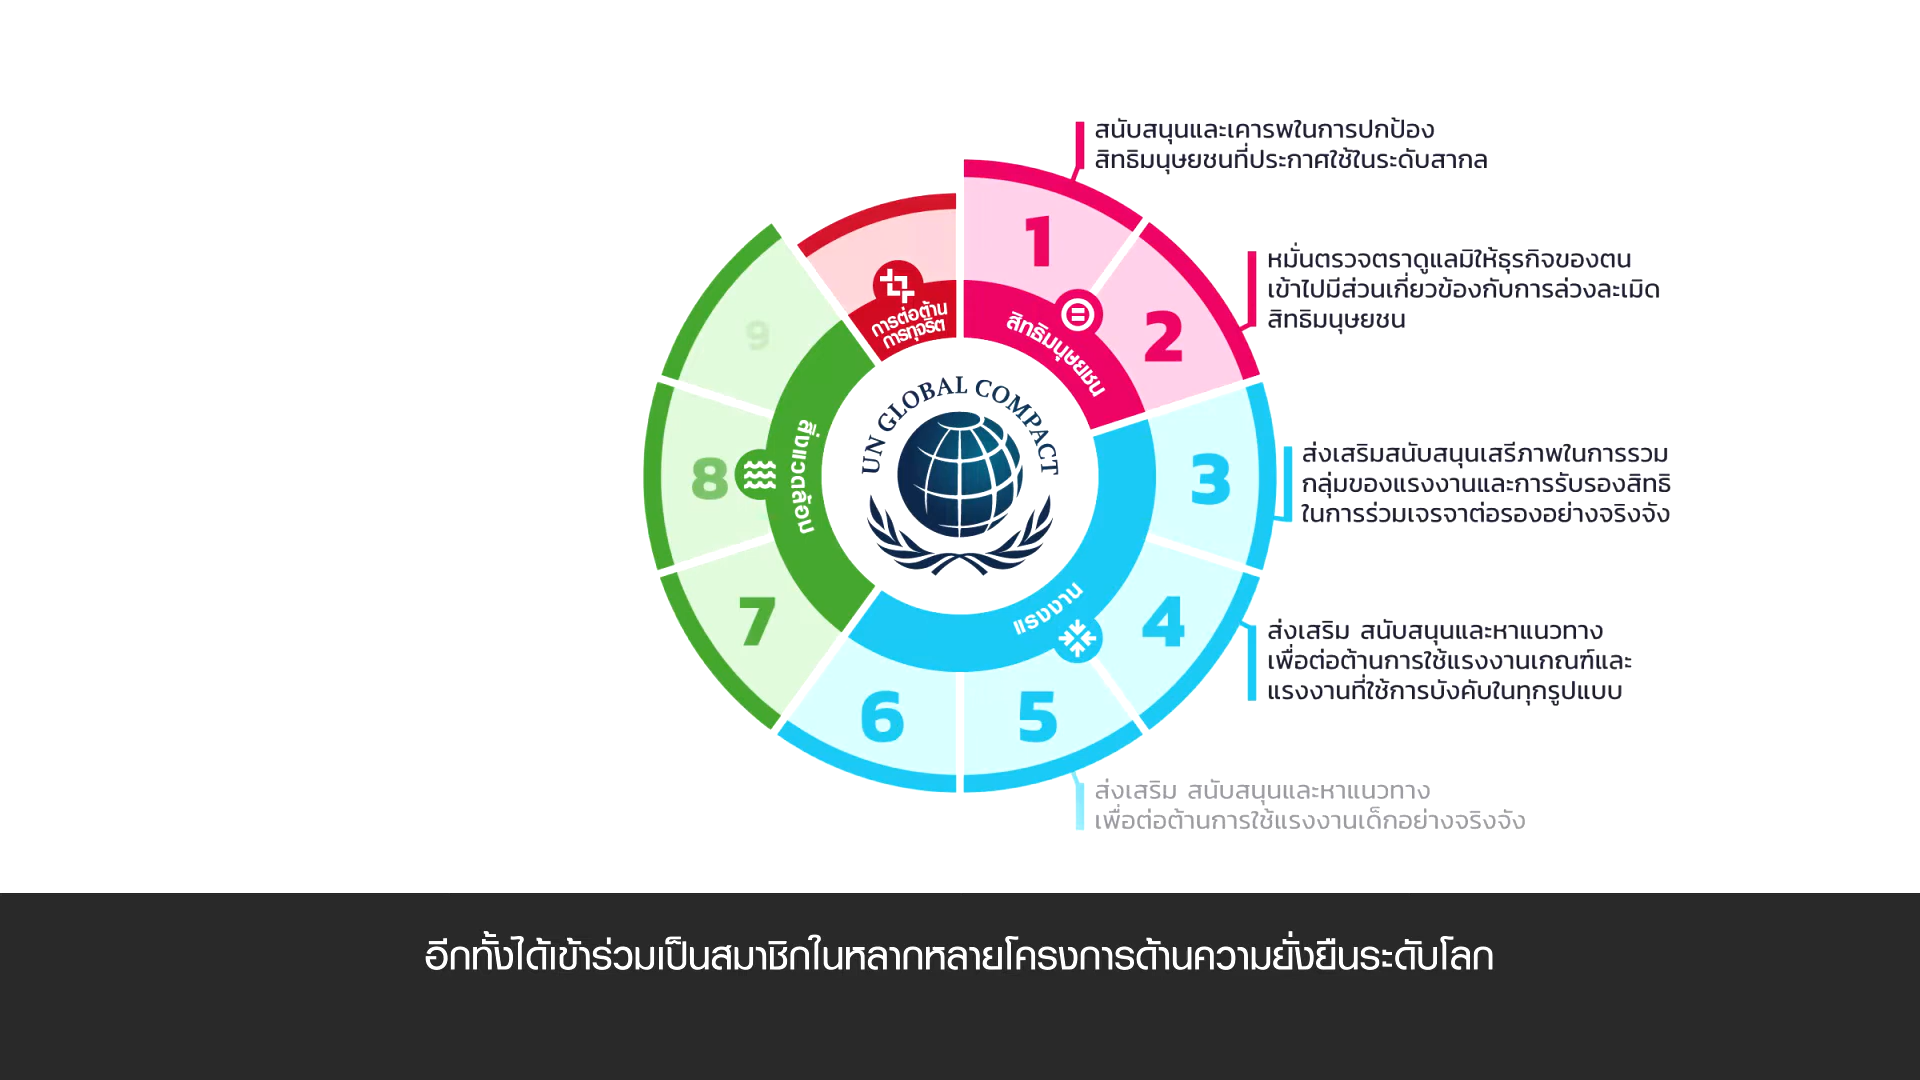 สนับสนุนและเคารพในการปกป้อง
สิทธิมนุษยชนที่ประกาศใช้ในระดับสากล
หมั่นตรวจตราดูแลมิให้ธุรกิจของตน
เข้าไปมีส่วนเกี่ยวข้องกับการล่วงละเมิด
สิทธิมนุษยชน
ส่งเสริมสนับสนุนเสรีภาพในการรวม
กลุ่มของแรงงานและการรับรองสิทธิ
ในการร่วมเจรจาต่อรองอย่างจริงจัง
ส่งเสริม สนับสนุนและหาแนวทาง
เพื่อต่อต้านการใช้แรงงานเกณฑ์และ
แรงงานที่ใช้การบังคับในทุกรูปแบบ
ส่งเสริม สนับสนุนและหาแนวทาง
เพื่อต่อต้านการใช้แรงงานเด็กอย่างจริงจัง
1
2
3
4
5
6
7
8
9
สิทธิมนุษยชน
แรงงาน
สิ่งแวดล้อม
การต่อต้าน
การทุจริต
UN GLOBAL COMPACT
อีกทั้งได้เข้าร่วมเป็นสมาชิกในหลากหลายโครงการด้านความยั่งยืนระดับโลก